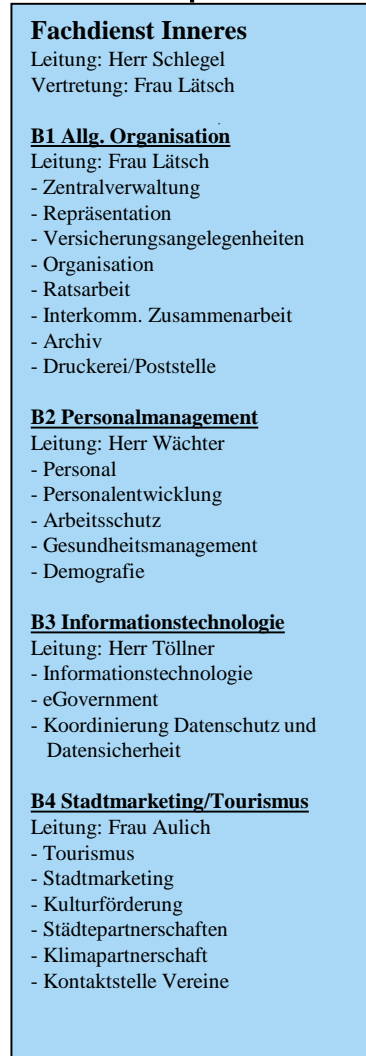 Fachdienst Inneres
Leitung: Herr Schlegel
Vertretung: Frau Lätsch
B1 Allg. Organisation
Leitung: Frau Lätsch
- Zentralverwaltung
- Repräsentation
- Versicherungsangelegenheiten
- Organisation
- Ratsarbeit
- Interkomm. Zusammenarbeit
- Archiv
- Druckerei/Poststelle
B2 Personalmanagement
Leitung: Herr Wächter
- Personal
- Personalentwicklung
- Arbeitsschutz
- Gesundheitsmanagement
- Demografie
B3 Informationstechnologie
Leitung: Herr Töllner
- Informationstechnologie
- eGovernment
- Koordinierung Datenschutz und
Datensicherheit
B4 Stadtmarketing/Tourismus
Leitung: Frau Aulich
- Tourismus
- Stadtmarketing
- Kulturförderung
- Städtepartnerschaften
- Klimapartnerschaft
- Kontaktstelle Vereine